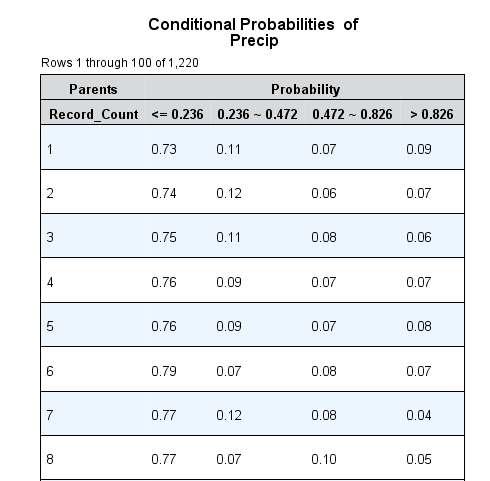 Conditional Probabilities of
Precip
Rows 1 through 100 of 1,220
Parents Probability
Record_Count <= 0.236 0.236 ~ 0.472 0.472 ~ 0.826 > 0.826
1 0.73 0.11 0.07 0.09
2 0.74 0.12 0.06 0.07
3 0.75 0.11 0.08 0.06
4 0.76 0.09 0.07 0.07
5 0.76 0.09 0.07 0.08
6 0.79 0.07 0.08 0.07
7 0.77 0.12 0.08 0.04
8 0.77 0.07 0.10 0.05